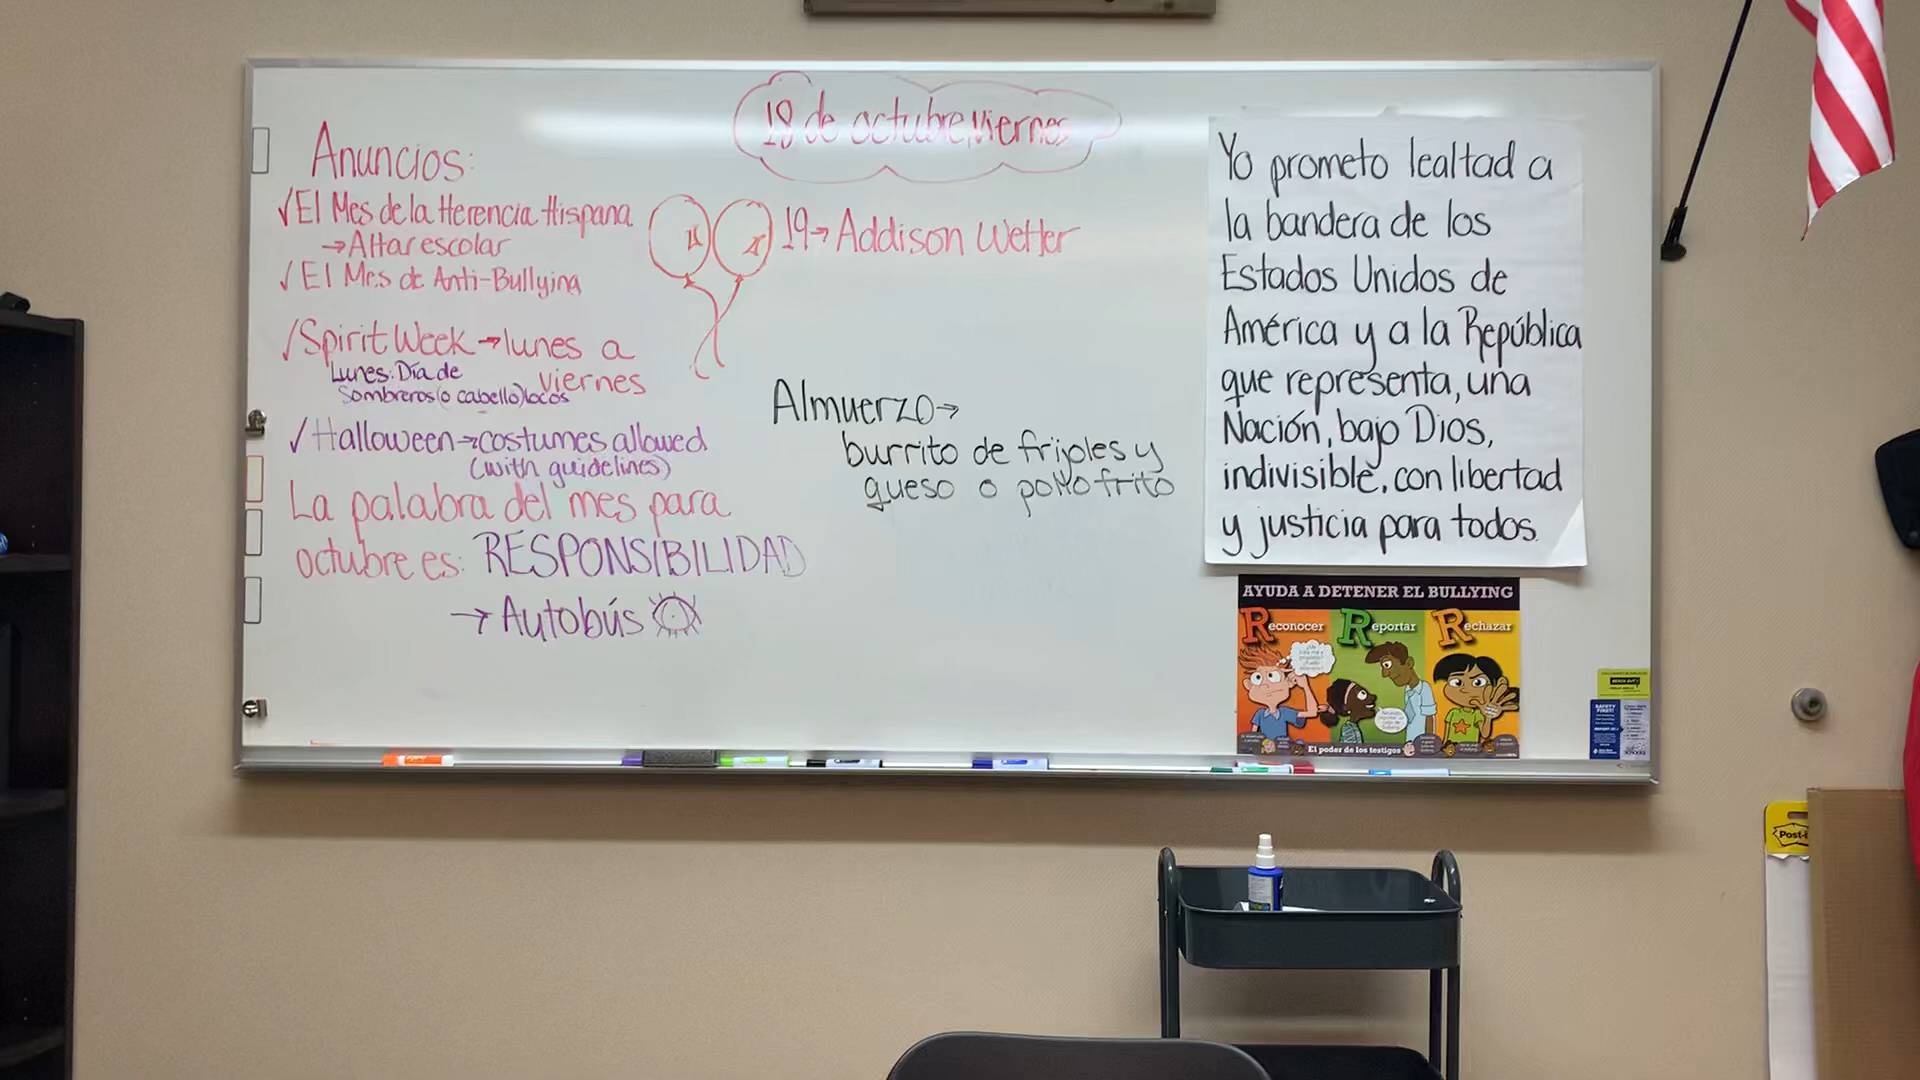 18 de octubre, viernes
Anuncios:
✓El Mes de la Herencia Hispana
→Altar escolar
✓El Mes de Anti-Bullying
✓Spirit Week→lunes a
viernes
Lunes: Día de
Sombreros (o cabello) locos
✓Halloween→costumes allowed
(with guidelines)
La palabra del mes para
octubre es: RESPONSIBILIDAD
→ Autobús
19→Addison Wetter
Almuerzo→
burrito de frijoles y
queso o pollo frito
Yo prometo lealtad a
la bandera de los
Estados Unidos de
América y a la República
que representa, una
Nación, bajo Dios,
indivisible, con libertad
y justicia para todos.
AYUDA A DETENER EL BULLYING
Reconocer Reportar Rechazar
El poder de los testigos
SAFETY
FIRST!
Post-i